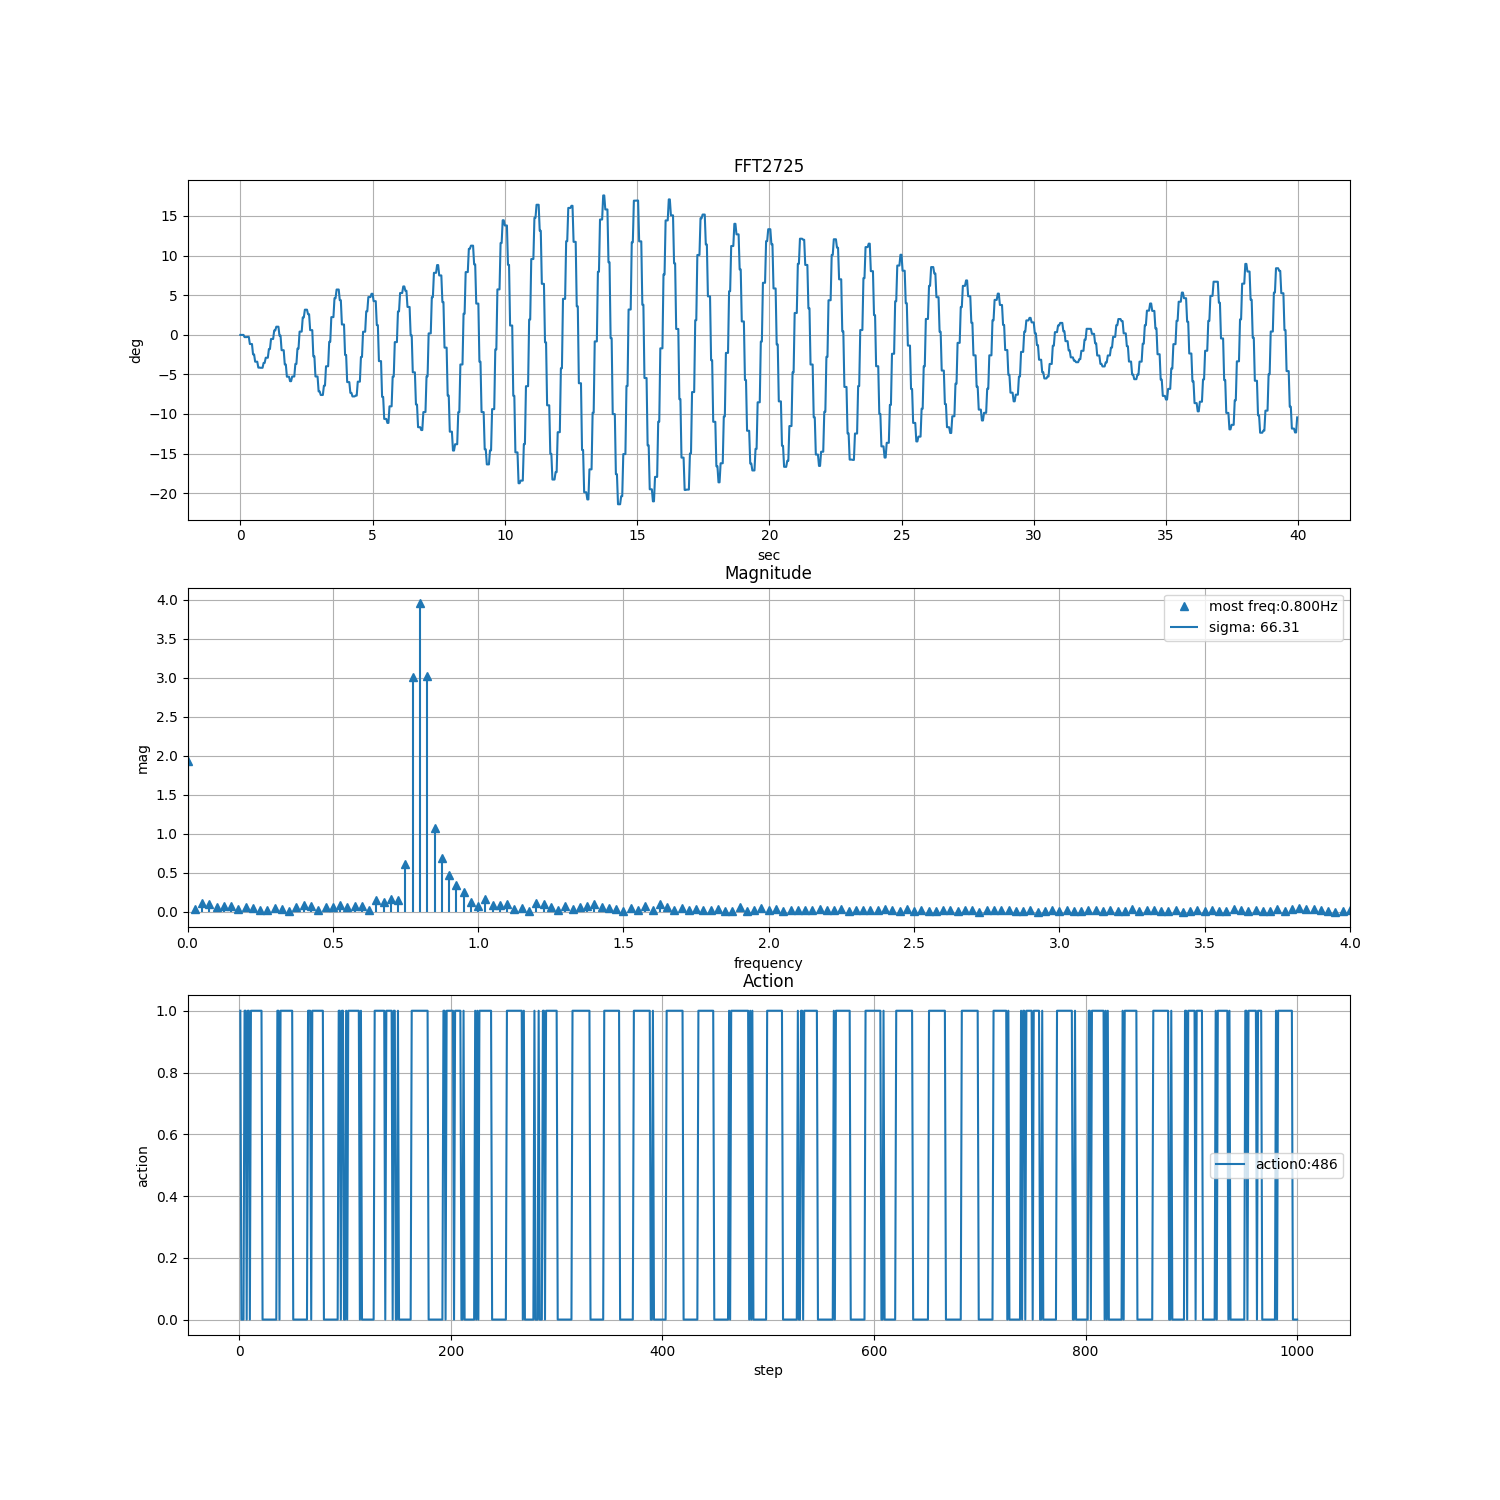 FFT2725
15
10
5
0
−5
−10
−15
−20
deg
0 5 10 15 20 25 30 35 40
sec
Magnitude
4.0
3.5
3.0
2.5
2.0
1.5
1.0
0.5
0.0
mag
most freq:0.800Hz
sigma: 66.31
0.0 0.5 1.0 1.5 2.0 2.5 3.0 3.5 4.0
frequency
Action
1.0
0.8
0.6
0.4
0.2
0.0
action
action0:486
0 200 400 600 800 1000
step